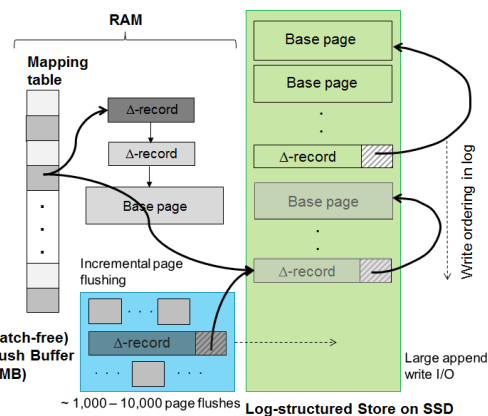 RAM
Mapping
table
Δ-record
Δ-record
Base page
Base page
Base page
Δ-record
Base page
Δ-record
Write ordering in log
Incremental page
flushing
Δ-record
atch-free)
ush Buffer
MB)
~ 1,000 – 10,000 page flushes
Large append
write I/O
Log-structured Store on SSD